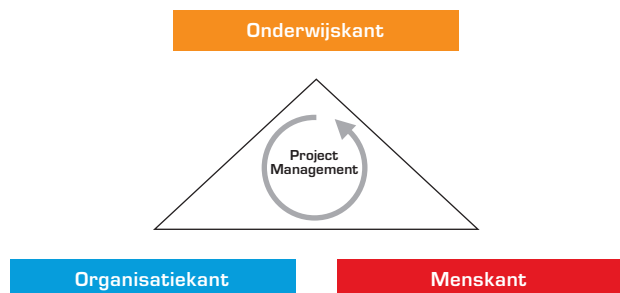 Onderwijskant
Project
Management
Organisatiekant
Menskant